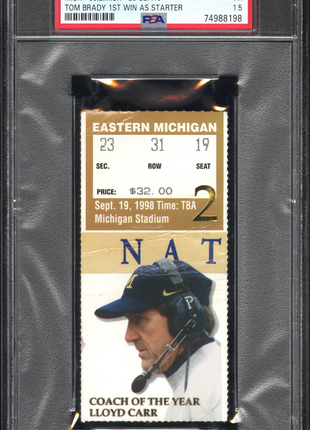 TOM BRADY 1ST WIN AS STARTER
1.5
PSA
74988198
EASTERN MICHIGAN
23 31 19
SEC. ROW SEAT
PRICE: $32.00
Sept. 19, 1998 Time: TBA
Michigan Stadium
2
NAT
M
P
COACH OF THE YEAR
LLOYD CARR